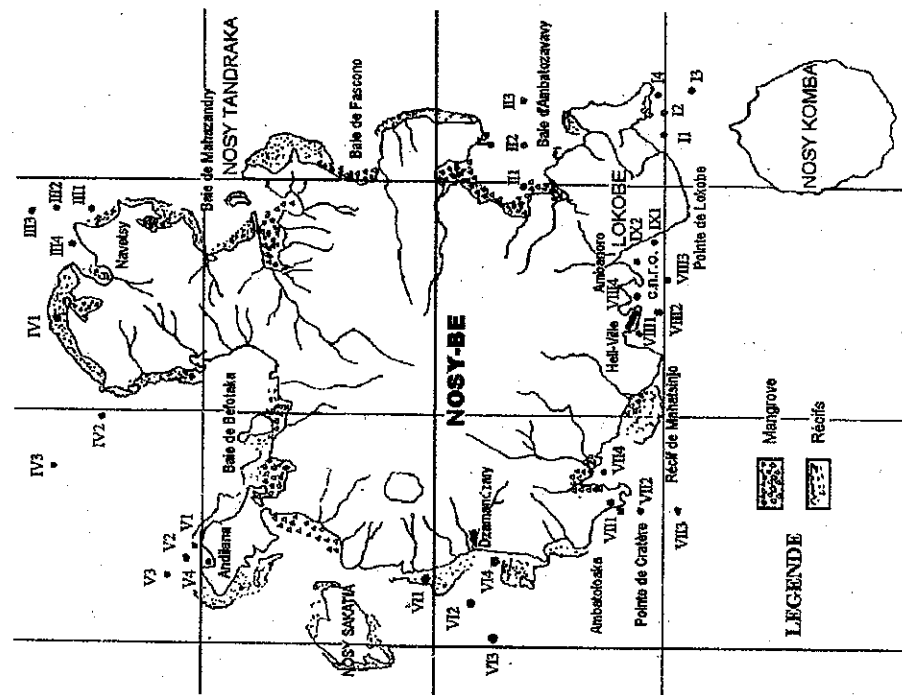 III3
III2
III1
III4
Navetsy
IV1
IV2
IV3
Baie de Mahazandry
NOSY TANDRAKA
Baie de Fascono
Baie de Befotaka
V3
V2
V1
V4
Andilana
NOSY SAKATIA
VI1
VI2
VI3
VI4
Dzamandzary
NOSY-BE
II1
II2
II3
Baie d'Ambatozavavy
I4
I2
I3
I1
LOKOBE
Ambanoro
IX2
IX1
c.n.r.o.
VIII4
VIII3
Hell-Ville
VIII1
VIII2
Pointe de Lokobe
NOSY KOMBA
Récif de Mahatsinjo
Ambatoloaka
VII4
VII1
Pointe de Cratère
VII2
VII3
LEGENDE
Mangrove
Récifs